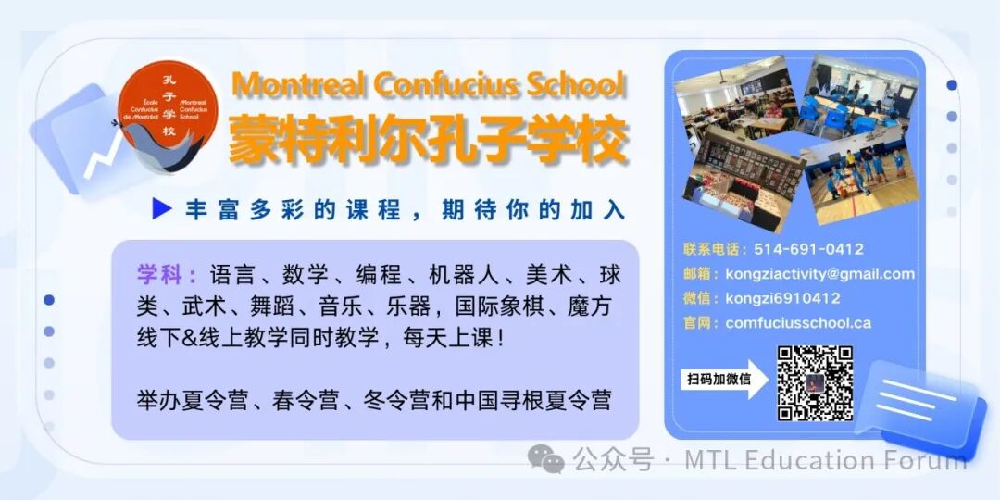 孔子学校
École Confucius de Montréal
Montreal Confucius School
Montreal Confucius School
蒙特利尔孔子学校
丰富多彩的课程，期待你的加入
学科：语言、数学、编程、机器人、美术、球
类、武术、舞蹈、音乐、乐器，国际象棋、魔方
线下&线上教学同时教学，每天上课！
举办夏令营、春令营、冬令营和中国寻根夏令营
联系电话：514-691-0412
邮箱：kongziactivity@gmail.com
微信：kongzi6910412
官网：comfuciusschool.ca
扫码加微信
公众号 · MTL Education Forum